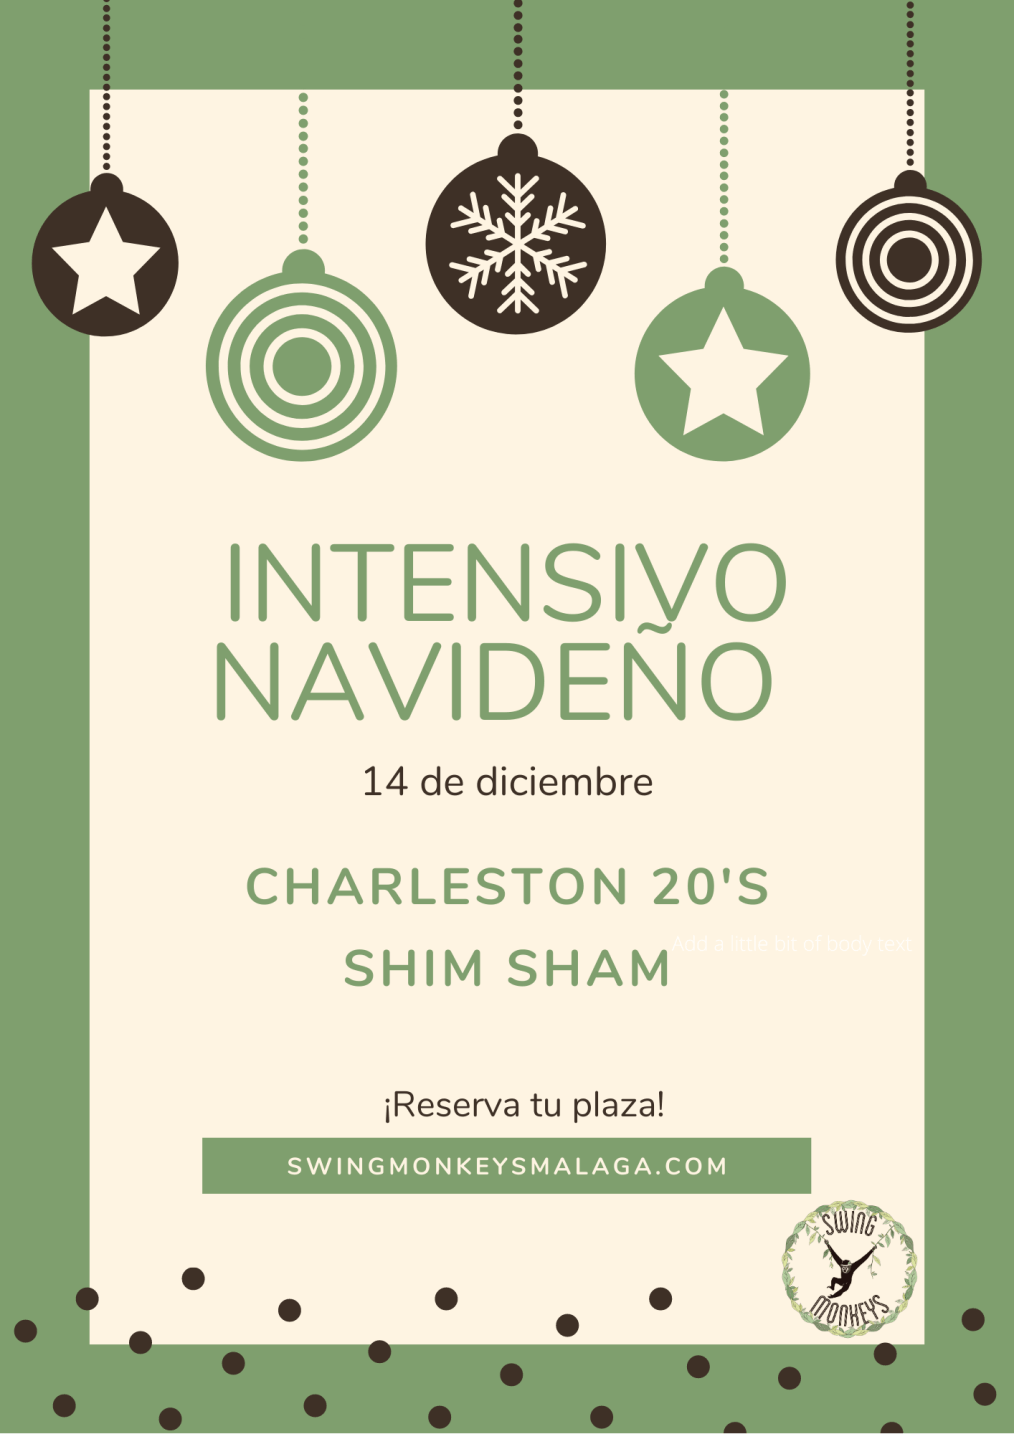 INTENSIVO
NAVIDEÑO
14 de diciembre
CHARLESTON 20'S
Add a little bit of body text
SHIM SHAM
¡Reserva tu plaza!
SWINGMONKEYSMALAGA.COM
SWING
MONKEYS